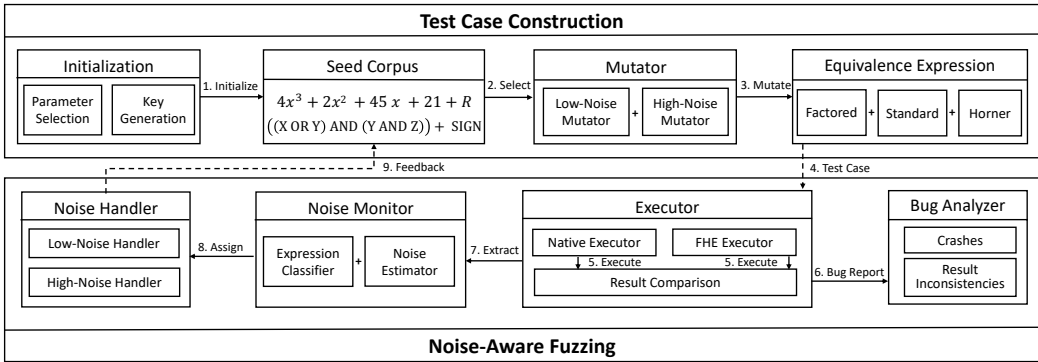 Test Case Construction
Initialization
Parameter
Selection
Key
Generation
1. Initialize
Seed Corpus
4x³ + 2x² + 45 x + 21 + R
((X OR Y) AND (Y AND Z)) + SIGN
2. Select
Mutator
Low-Noise
Mutator
+
High-Noise
Mutator
3. Mutate
Equivalence Expression
Factored
+
Standard
+
Horner
9. Feedback
4. Test Case
Noise Handler
Low-Noise Handler
High-Noise Handler
8. Assign
Noise Monitor
Expression
Classifier
+
Noise
Estimator
7. Extract
Executor
Native Executor
FHE Executor
5. Execute
5. Execute
Result Comparison
6. Bug Report
Bug Analyzer
Crashes
Result
Inconsistencies
Noise-Aware Fuzzing